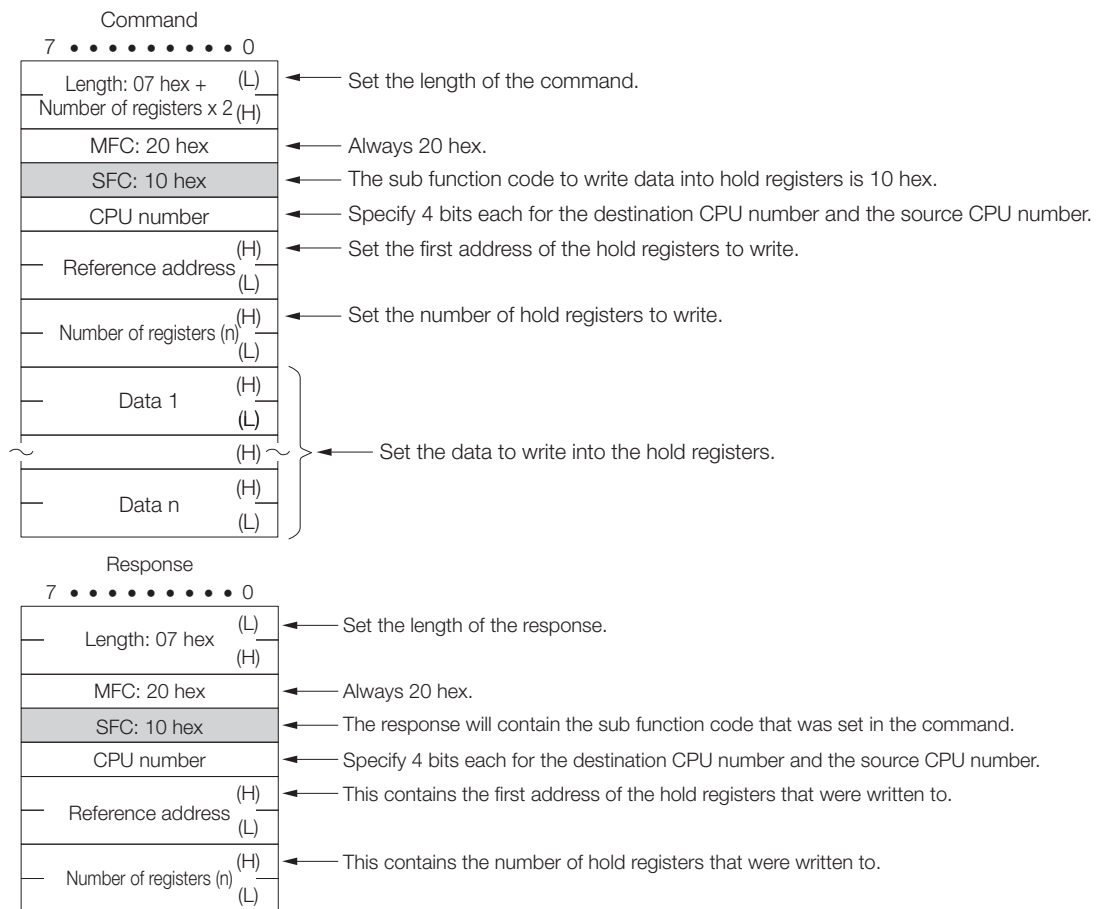 Command
7 • • • • • • • • • 0
Length: 07 hex + (L) Set the length of the command.
Number of registers x 2 (H)
MFC: 20 hex Always 20 hex.
SFC: 10 hex The sub function code to write data into hold registers is 10 hex.
CPU number Specify 4 bits each for the destination CPU number and the source CPU number.
(H) Set the first address of the hold registers to write.
Reference address
(L)
(H) Set the number of hold registers to write.
Number of registers (n)
(L)
(H)
Data 1
(L)
(H) Set the data to write into the hold registers.
(H)
Data n
(L)
Response
7 • • • • • • • • • 0
(L) Set the length of the response.
Length: 07 hex
(H)
MFC: 20 hex Always 20 hex.
SFC: 10 hex The response will contain the sub function code that was set in the command.
CPU number Specify 4 bits each for the destination CPU number and the source CPU number.
(H) This contains the first address of the hold registers that were written to.
Reference address
(L)
(H) This contains the number of hold registers that were written to.
Number of registers (n)
(L)